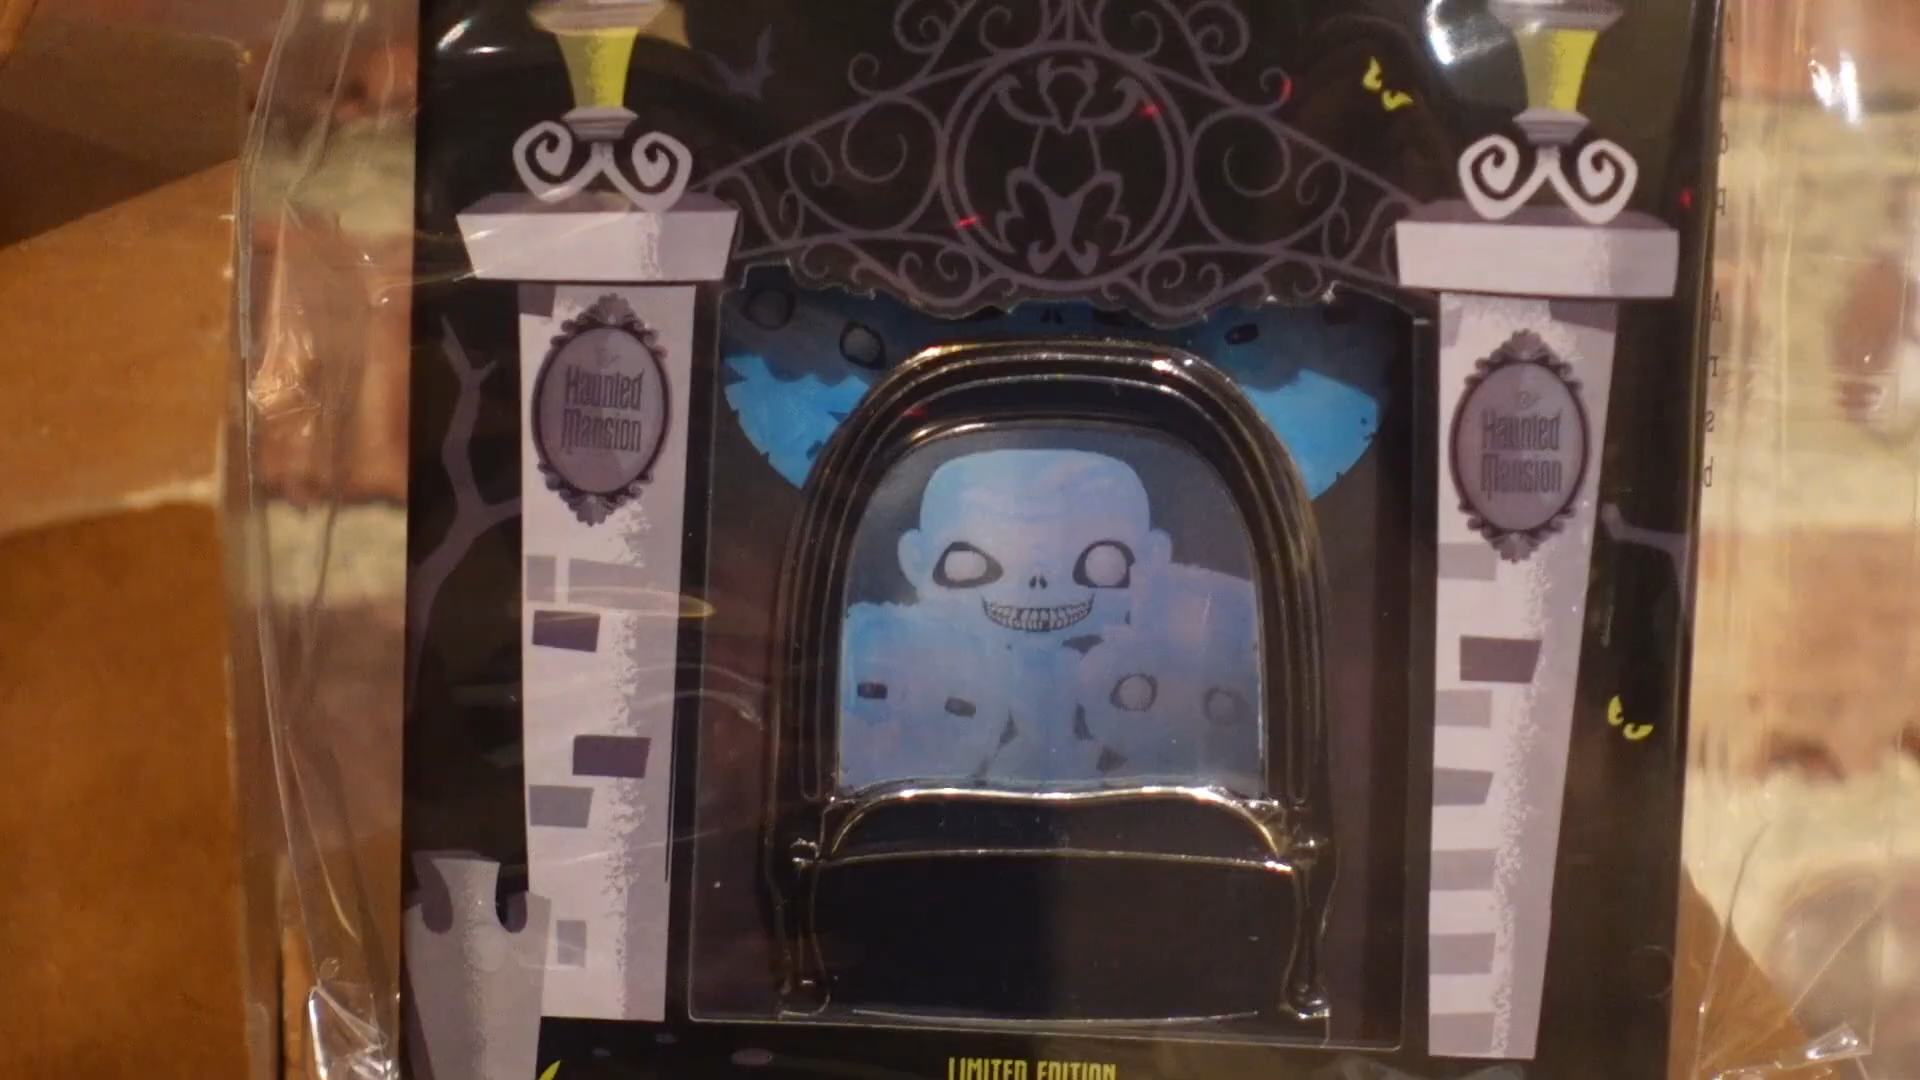 The
Haunted
Mansion
The
Haunted
Mansion
LIMITED EDITION